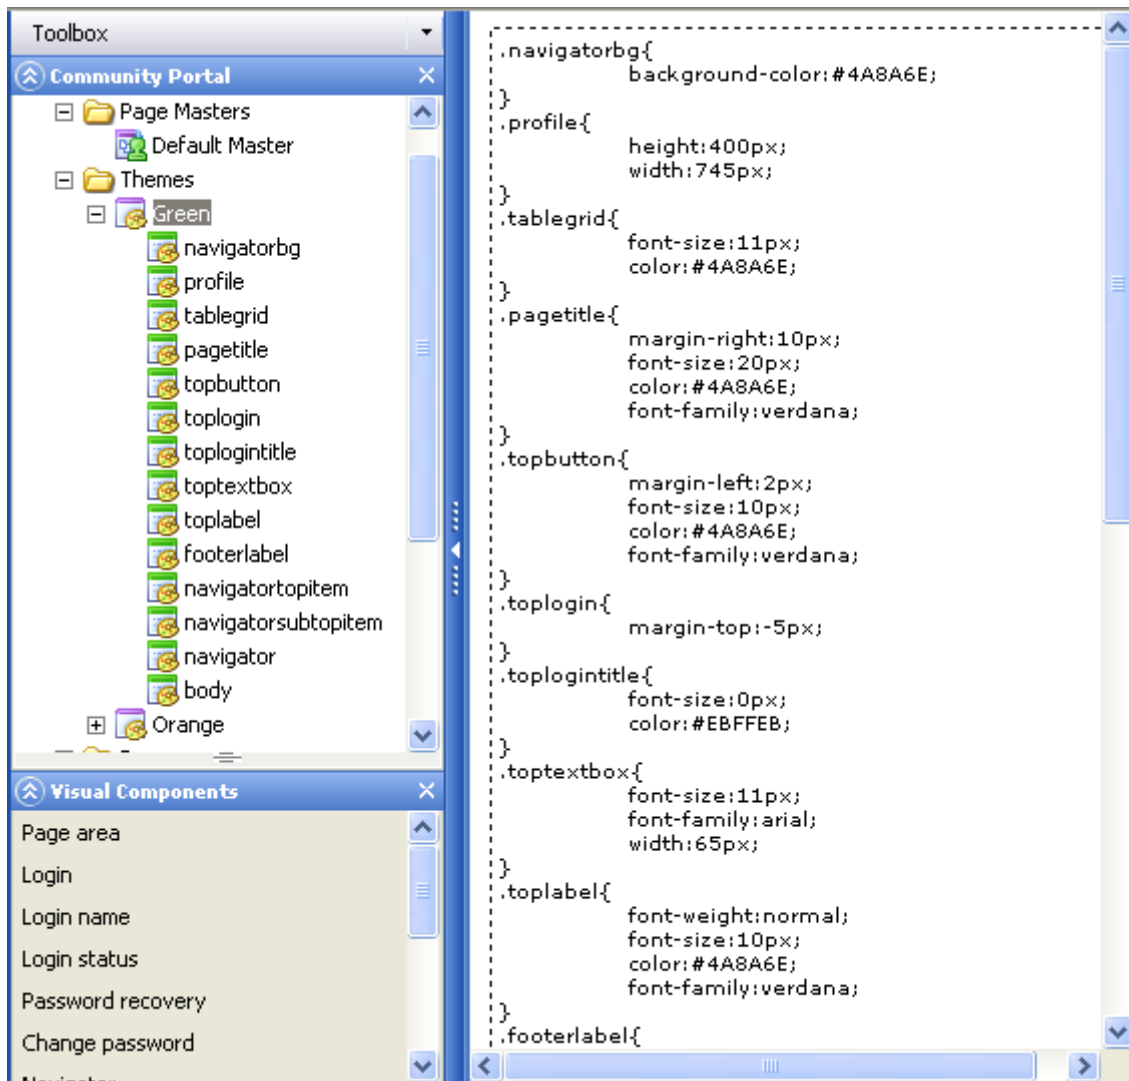 Toolbox
Community Portal
Page Masters
Default Master
Themes
Green
navigatorbg
profile
tablegrid
pagetitle
topbutton
toplogin
toplogintitle
toptextbox
toplabel
footerlabel
navigatortopitem
navigatorsubtopitem
navigator
body
Orange
Visual Components
Page area
Login
Login name
Login status
Password recovery
Change password
.navigatorbg{
background-color:#4A8A6E;
}
.profile{
height:400px;
width:745px;
}
.tablegrid{
font-size:11px;
color:#4A8A6E;
}
.pagetitle{
margin-right:10px;
font-size:20px;
color:#4A8A6E;
font-family:verdana;
}
.topbutton{
margin-left:2px;
font-size:10px;
color:#4A8A6E;
font-family:verdana;
}
.toplogin{
margin-top:-5px;
}
.toplogintitle{
font-size:0px;
color:#EBFFEB;
}
.toptextbox{
font-size:11px;
font-family:arial;
width:65px;
}
.toplabel{
font-weight:normal;
font-size:10px;
color:#4A8A6E;
font-family:verdana;
}
.footerlabel{